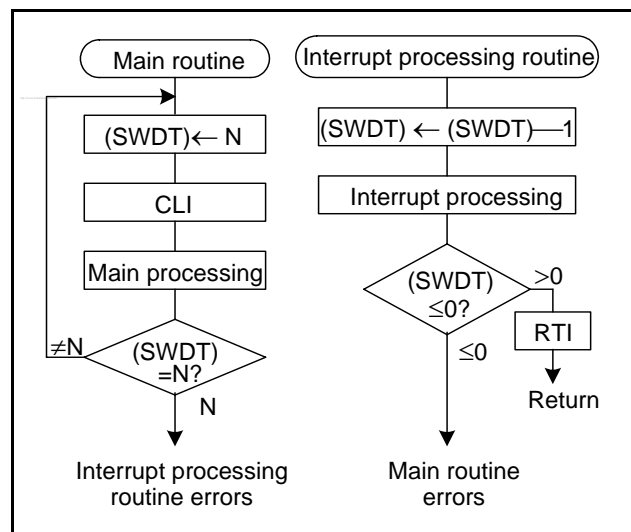 Main routine
(SWDT)← N
CLI
Main processing
≠N
(SWDT)
=N?
N
Interrupt processing
routine errors
Interrupt processing routine
(SWDT) ← (SWDT)—1
Interrupt processing
(SWDT)
≤0?
>0
RTI
Return
≤0
Main routine
errors